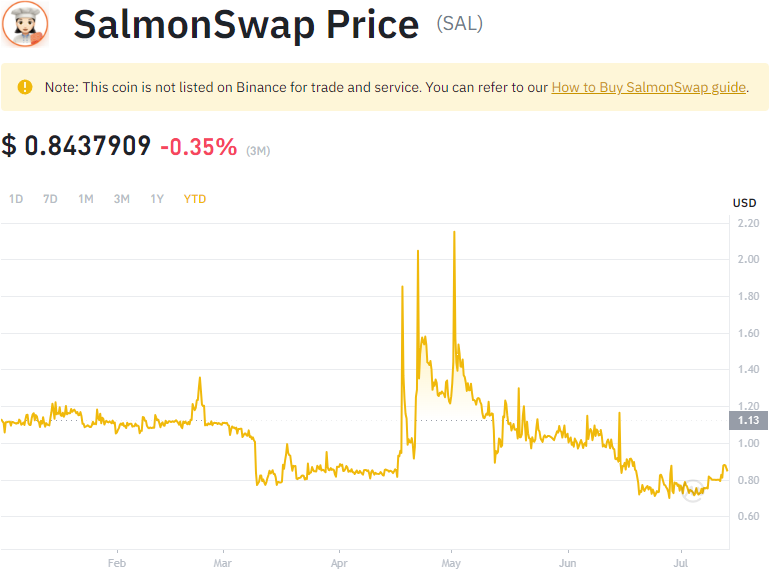 SalmonSwap Price (SAL)
Note: This coin is not listed on Binance for trade and service. You can refer to our How to Buy SalmonSwap guide.
$ 0.8437909 -0.35% (3M)
1D 7D 1M 3M 1Y YTD
USD
2.20
2.00
1.80
1.60
1.40
1.20
1.13
1.00
0.80
0.60
Feb Mar Apr May Jun Jul